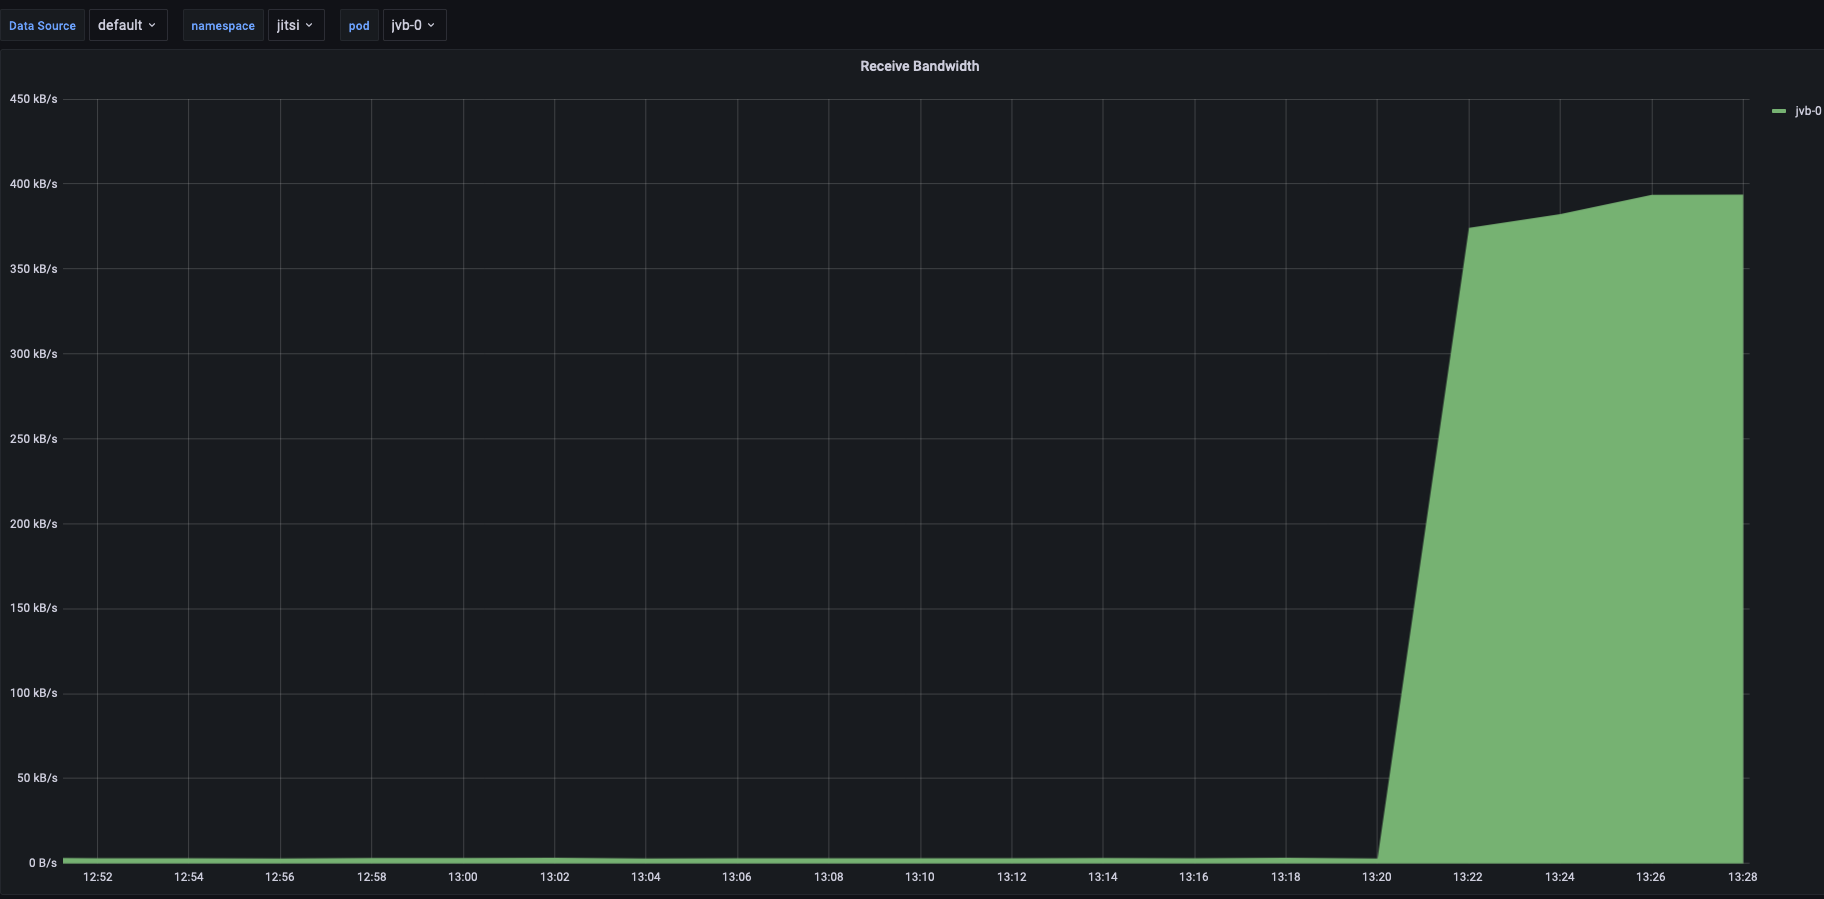 Data Source default namespace jitsi pod jvb-0
Receive Bandwidth
450 kB/s
400 kB/s
350 kB/s
300 kB/s
250 kB/s
200 kB/s
150 kB/s
100 kB/s
50 kB/s
0 B/s
12:52 12:54 12:56 12:58 13:00 13:02 13:04 13:06 13:08 13:10 13:12 13:14 13:16 13:18 13:20 13:22 13:24 13:26 13:28
jvb-0